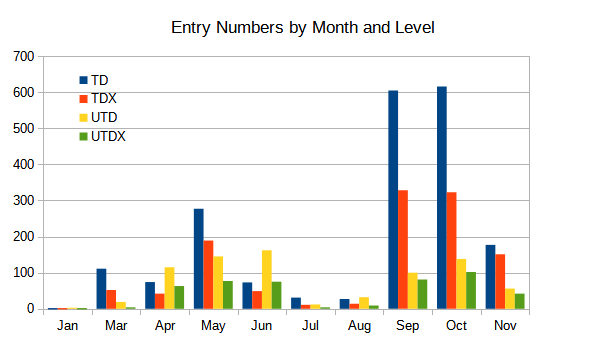 Entry Numbers by Month and Level
700
600
500
400
300
200
100
0
TD
TDX
UTD
UTDX
Jan Mar Apr May Jun Jul Aug Sep Oct Nov